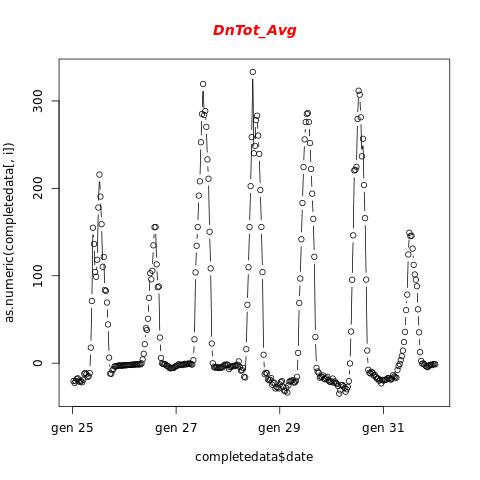 DnTot_Avg
as.numeric(completedata[, i])
300
200
100
0
gen 25
gen 27
gen 29
gen 31
completedata$date